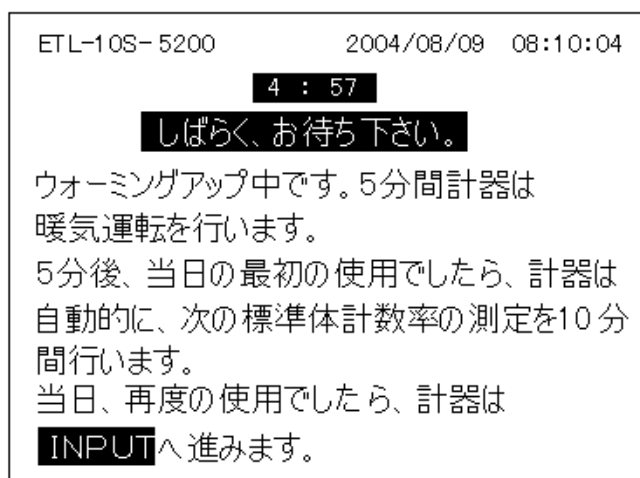 ETL-10S-5200 2004/08/09 08:10:04
4 : 57
しばらく、お待ち下さい。
ウォーミングアップ中です。5分間計器は
暖気運転を行います。
5分後、当日の最初の使用でしたら、計器は
自動的に、次の標準体計数率の測定を10分
間行います。
当日、再度の使用でしたら、計器は
INPUTへ進みます。